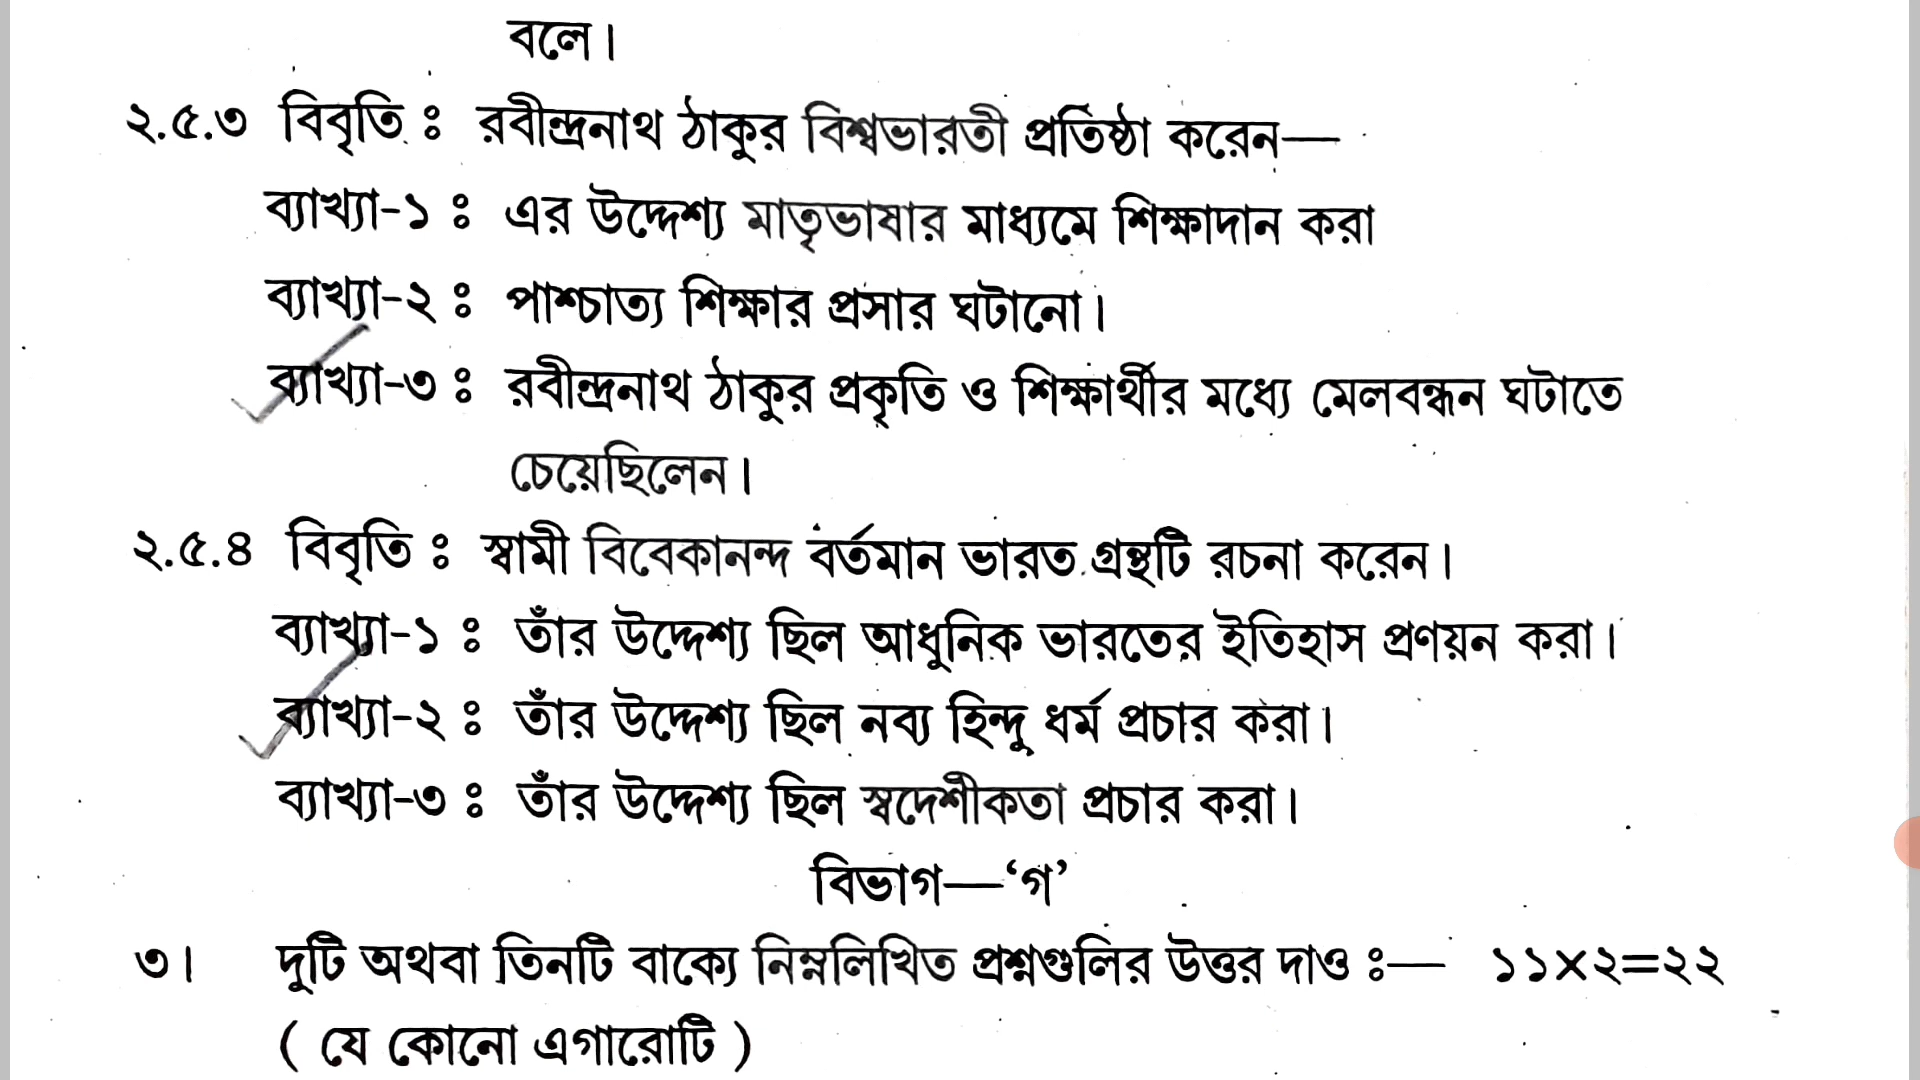 বলে।
২.৫.৩ বিবৃতি ঃ রবীন্দ্রনাথ ঠাকুর বিশ্বভারতী প্রতিষ্ঠা করেন—
ব্যাখ্যা-১ ঃ এর উদ্দেশ্য মাতৃভাষার মাধ্যমে শিক্ষাদান করা
ব্যাখ্যা-২ ঃ পাশ্চাত্য শিক্ষার প্রসার ঘটানো।
ব্যাখ্যা-৩ ঃ রবীন্দ্রনাথ ঠাকুর প্রকৃতি ও শিক্ষার্থীর মধ্যে মেলবন্ধন ঘটাতে
চেয়েছিলেন।
২.৫.৪ বিবৃতি ঃ স্বামী বিবেকানন্দ বর্তমান ভারত গ্রন্থটি রচনা করেন।
ব্যাখ্যা-১ ঃ তাঁর উদ্দেশ্য ছিল আধুনিক ভারতের ইতিহাস প্রণয়ন করা।
ব্যাখ্যা-২ ঃ তাঁর উদ্দেশ্য ছিল নব্য হিন্দু ধর্ম প্রচার করা।
ব্যাখ্যা-৩ ঃ তাঁর উদ্দেশ্য ছিল স্বদেশীকতা প্রচার করা।
বিভাগ—‘গ’
৩। দুটি অথবা তিনটি বাক্যে নিম্নলিখিত প্রশ্নগুলির উত্তর দাও ঃ— ১১×২=২২
( যে কোনো এগারোটি )